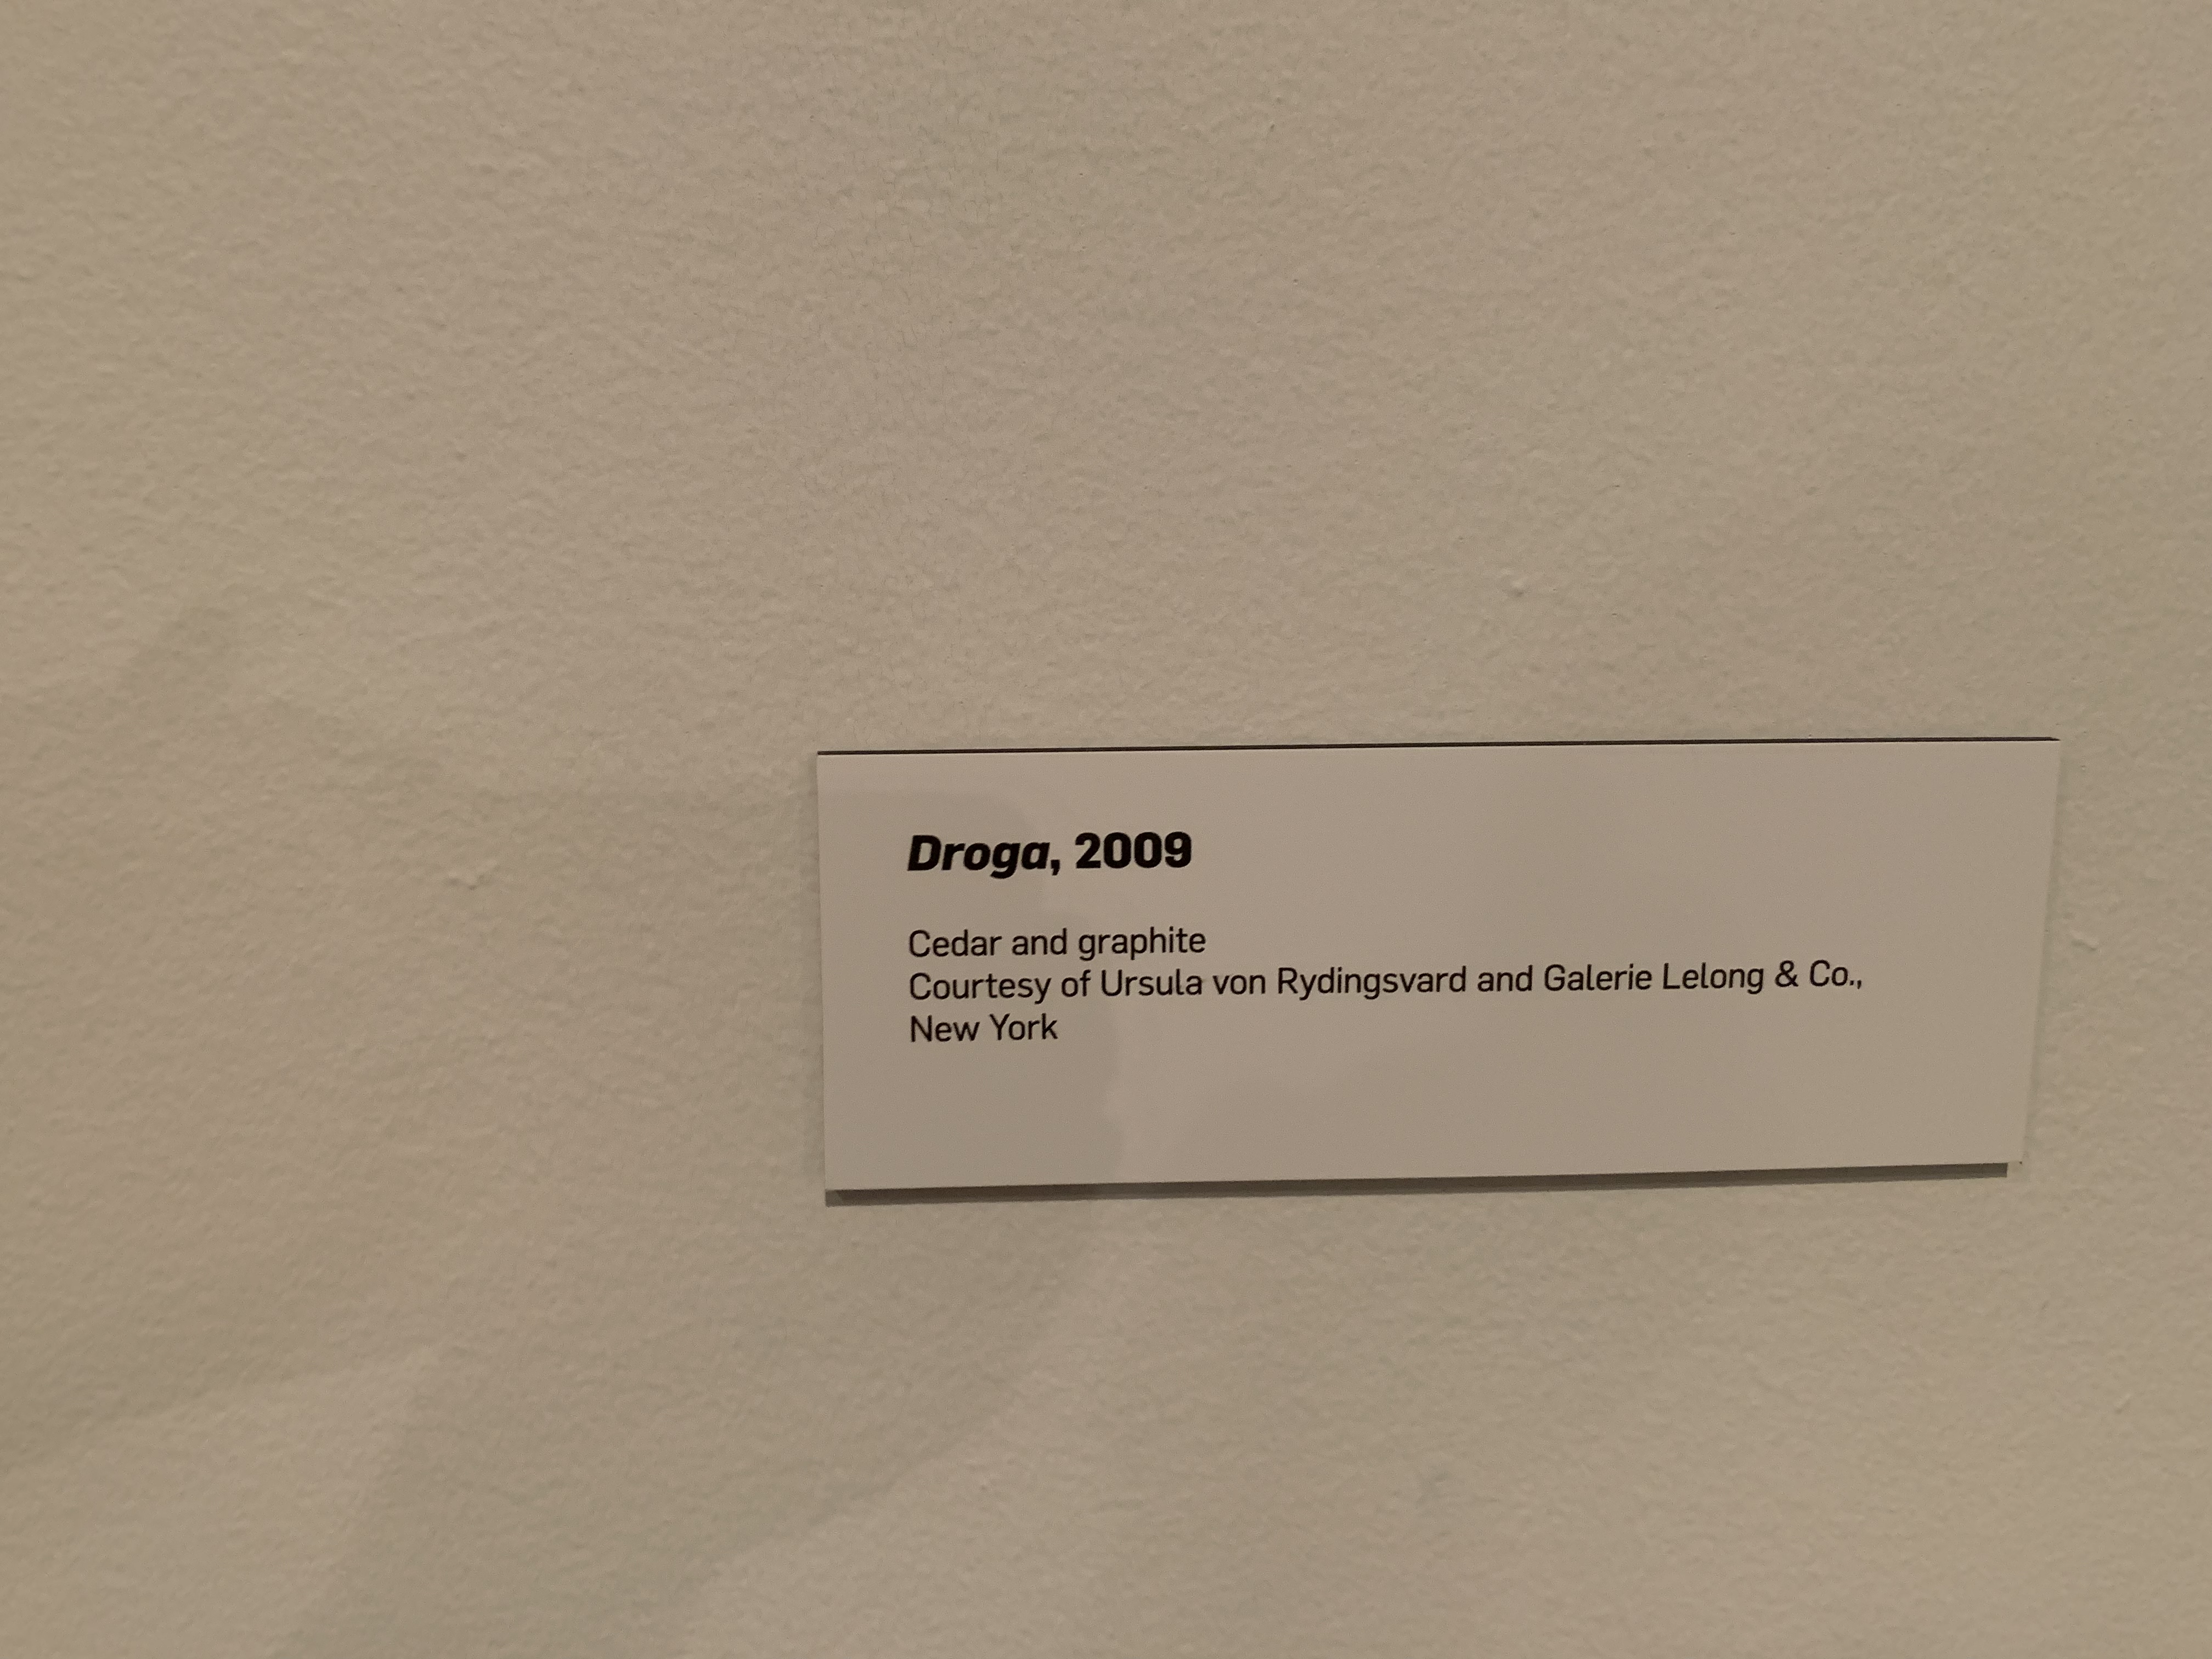 Droga, 2009
Cedar and graphite
Courtesy of Ursula von Rydingsvard and Galerie Lelong & Co.,
New York